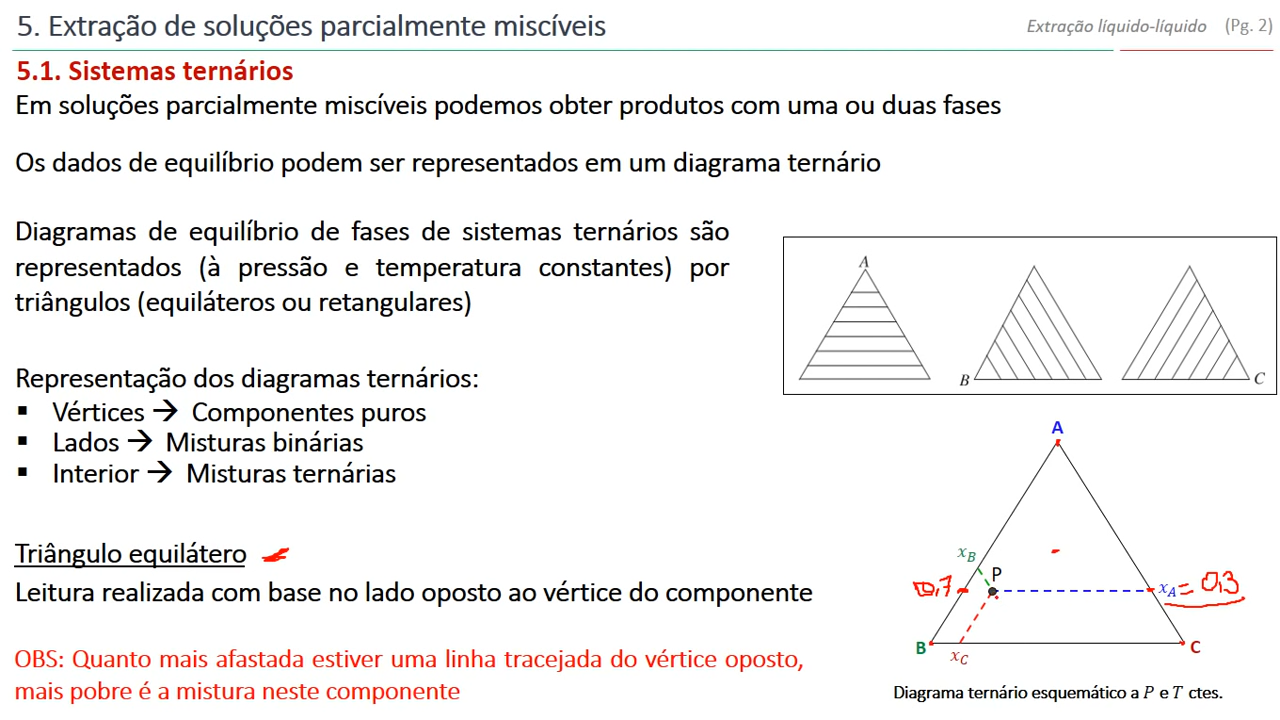 5. Extração de soluções parcialmente miscíveis
Extração líquido-líquido (Pg. 2)
5.1. Sistemas ternários
Em soluções parcialmente miscíveis podemos obter produtos com uma ou duas fases
Os dados de equilíbrio podem ser representados em um diagrama ternário
Diagramas de equilíbrio de fases de sistemas ternários são
representados (à pressão e temperatura constantes) por
triângulos (equiláteros ou retangulares)
A
B
C
Representação dos diagramas ternários:
▪ Vértices → Componentes puros
▪ Lados → Misturas binárias
▪ Interior → Misturas ternárias
Triângulo equilátero
Leitura realizada com base no lado oposto ao vértice do componente
OBS: Quanto mais afastada estiver uma linha tracejada do vértice oposto,
mais pobre é a mistura neste componente
A
x_B
P
0,7
x_A = 0,3
B
x_C
C
Diagrama ternário esquemático a P e T ctes.